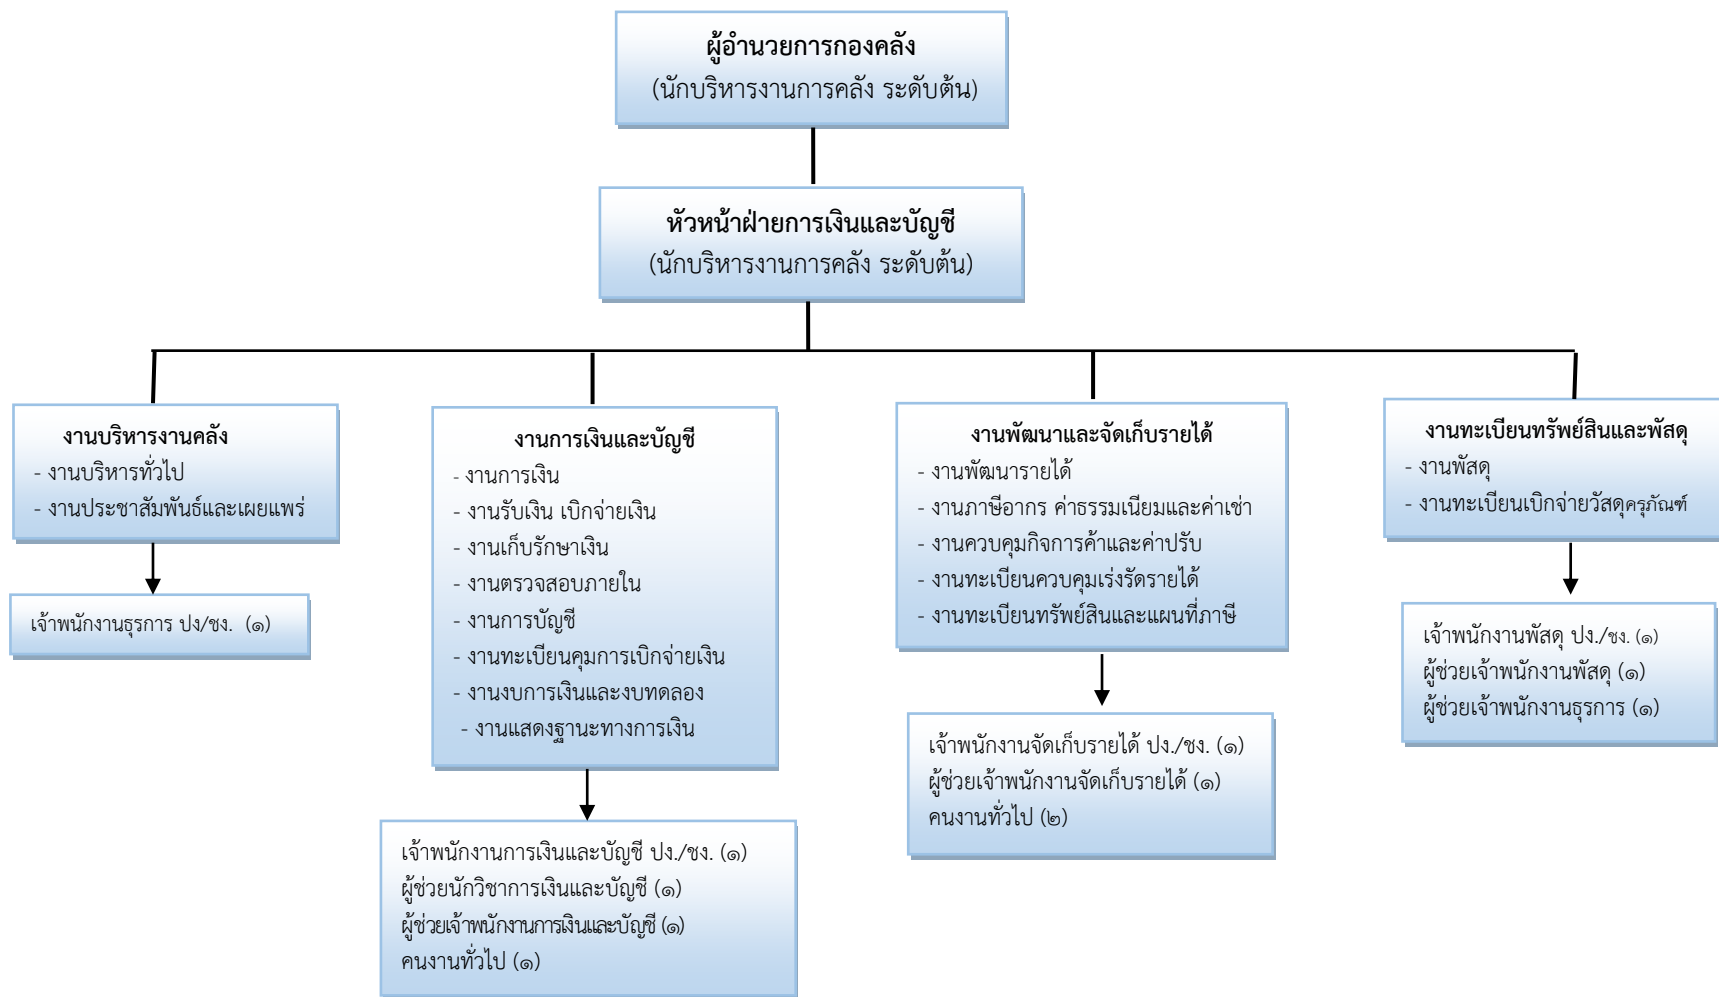 ผู้อำนวยการกองคลัง
(นักบริหารงานการคลัง ระดับต้น)
หัวหน้าฝ่ายการเงินและบัญชี
(นักบริหารงานการคลัง ระดับต้น)
งานบริหารงานคลัง
- งานบริหารทั่วไป
- งานประชาสัมพันธ์และเผยแพร่
เจ้าพนักงานธุรการ ปง/ชง. (๑)
งานการเงินและบัญชี
- งานการเงิน
- งานรับเงิน เบิกจ่ายเงิน
- งานเก็บรักษาเงิน
- งานตรวจสอบภายใน
- งานการบัญชี
- งานทะเบียนคุมการเบิกจ่ายเงิน
- งานงบการเงินและงบทดลอง
- งานแสดงฐานะทางการเงิน
เจ้าพนักงานการเงินและบัญชี ปง./ชง. (๑)
ผู้ช่วยนักวิชาการเงินและบัญชี (๑)
ผู้ช่วยเจ้าพนักงานการเงินและบัญชี (๑)
คนงานทั่วไป (๑)
งานพัฒนาและจัดเก็บรายได้
- งานพัฒนารายได้
- งานภาษีอากร ค่าธรรมเนียมและค่าเช่า
- งานควบคุมกิจการค้าและค่าปรับ
- งานทะเบียนควบคุมเร่งรัดรายได้
- งานทะเบียนทรัพย์สินและแผนที่ภาษี
เจ้าพนักงานจัดเก็บรายได้ ปง./ชง. (๑)
ผู้ช่วยเจ้าพนักงานจัดเก็บรายได้ (๑)
คนงานทั่วไป (๒)
งานทะเบียนทรัพย์สินและพัสดุ
- งานพัสดุ
- งานทะเบียนเบิกจ่ายวัสดุครุภัณฑ์
เจ้าพนักงานพัสดุ ปง./ชง. (๑)
ผู้ช่วยเจ้าพนักงานพัสดุ (๑)
ผู้ช่วยเจ้าพนักงานธุรการ (๑)